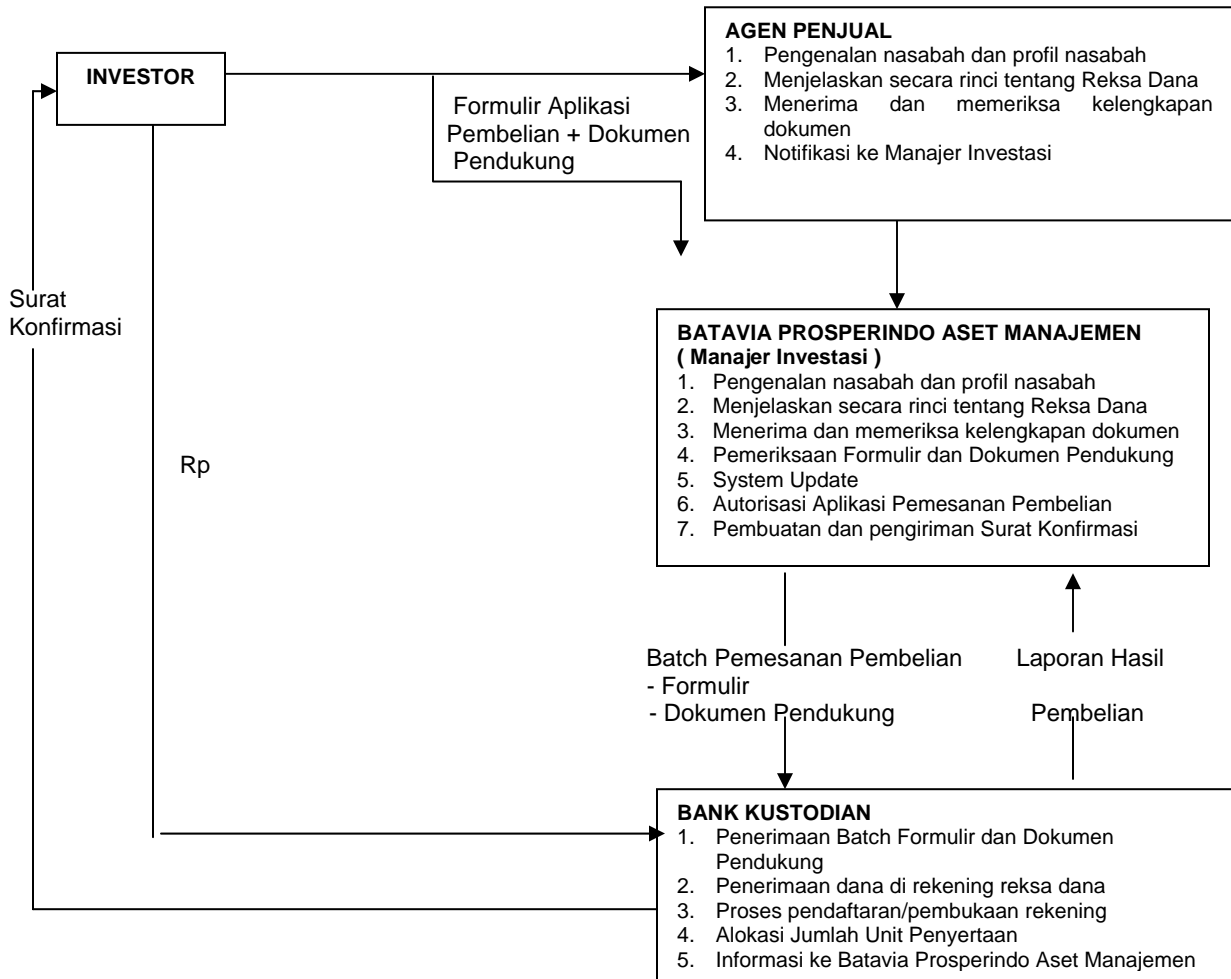 INVESTOR
AGEN PENJUAL
1. Pengenalan nasabah dan profil nasabah
2. Menjelaskan secara rinci tentang Reksa Dana
3. Menerima dan memeriksa kelengkapan
dokumen
4. Notifikasi ke Manajer Investasi
Formulir Aplikasi
Pembelian + Dokumen
Pendukung
Surat
Konfirmasi
BATAVIA PROSPERINDO ASET MANAJEMEN
( Manajer Investasi )
1. Pengenalan nasabah dan profil nasabah
2. Menjelaskan secara rinci tentang Reksa Dana
3. Menerima dan memeriksa kelengkapan dokumen
4. Pemeriksaan Formulir dan Dokumen Pendukung
5. System Update
6. Autorisasi Aplikasi Pemesanan Pembelian
7. Pembuatan dan pengiriman Surat Konfirmasi
Rp
Batch Pemesanan Pembelian
- Formulir
- Dokumen Pendukung
Laporan Hasil
Pembelian
BANK KUSTODIAN
1. Penerimaan Batch Formulir dan Dokumen
Pendukung
2. Penerimaan dana di rekening reksa dana
3. Proses pendaftaran/pembukaan rekening
4. Alokasi Jumlah Unit Penyertaan
5. Informasi ke Batavia Prosperindo Aset Manajemen